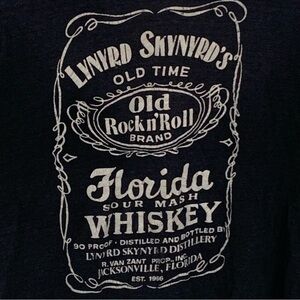 LYNYRD SKYNYRD'S
OLD TIME
Old
Rock n' Roll
BRAND
Florida
SOUR MASH
WHISKEY
90 PROOF · DISTILLED AND BOTTLED BY
LYNYRD SKYNYRD DISTILLERY
R. VAN ZANT PROP., INC.
JACKSONVILLE, FLORIDA
EST. 1966